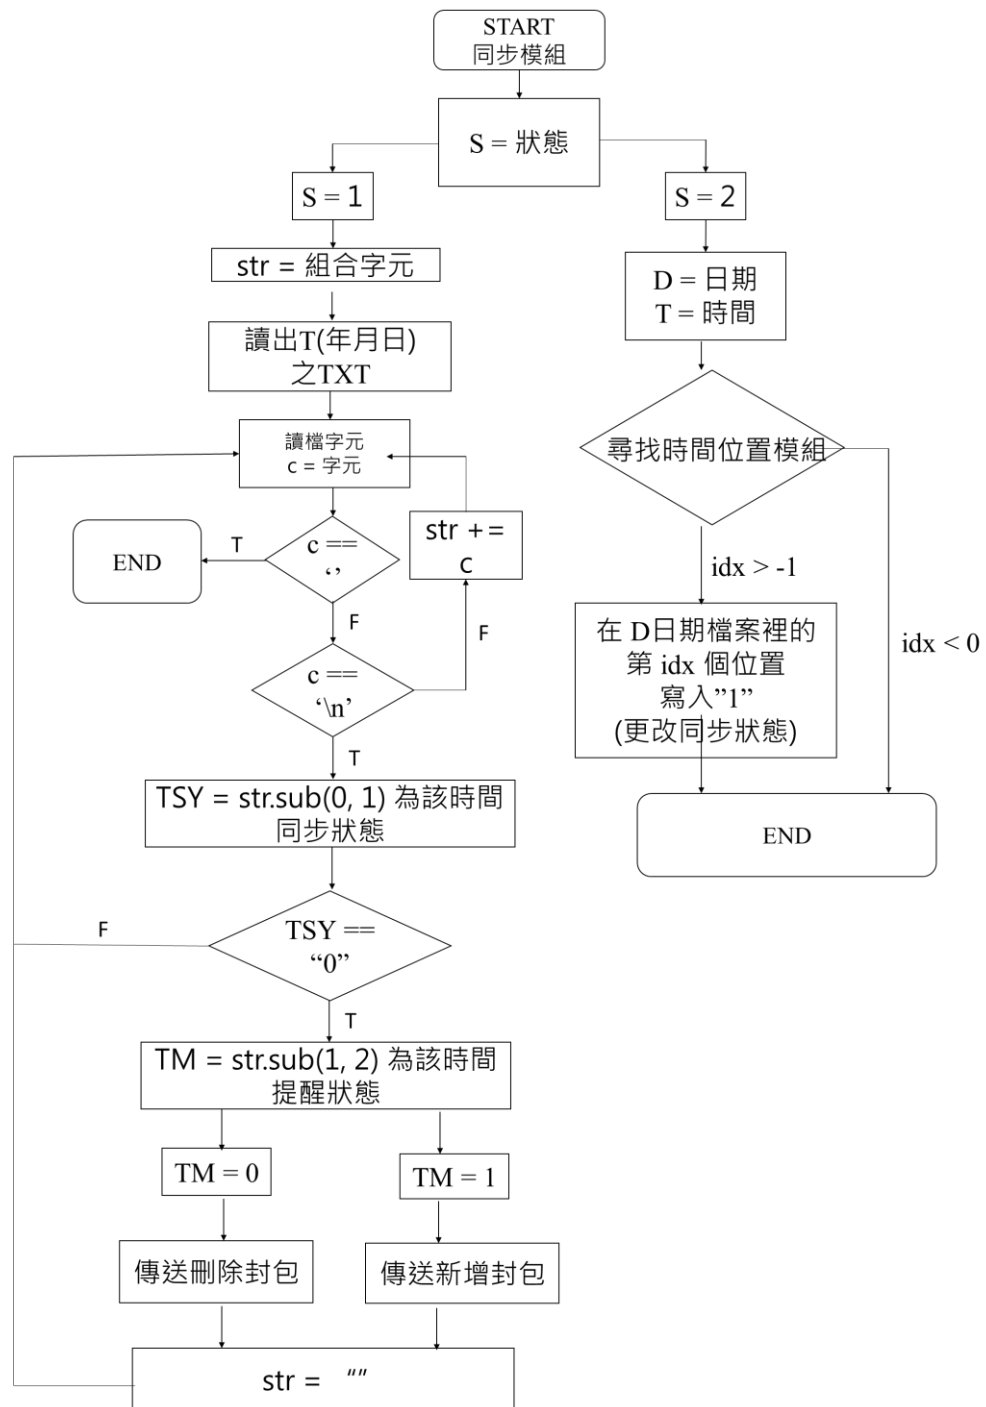 START
同步模組
S = 狀態
S = 1
S = 2
str = 組合字元
D = 日期
T = 時間
讀出T(年月日)
之TXT
讀檔字元
c = 字元
尋找時間位置模組
str +=
c
c ==
‘’
T
END
F
F
idx > -1
idx < 0
c ==
‘\n’
在 D日期檔案裡的
第 idx 個位置
寫入”1”
(更改同步狀態)
T
TSY = str.sub(0, 1) 為該時間
同步狀態
END
F
TSY ==
“0”
T
TM = str.sub(1, 2) 為該時間
提醒狀態
TM = 0
TM = 1
傳送刪除封包
傳送新增封包
str = “”